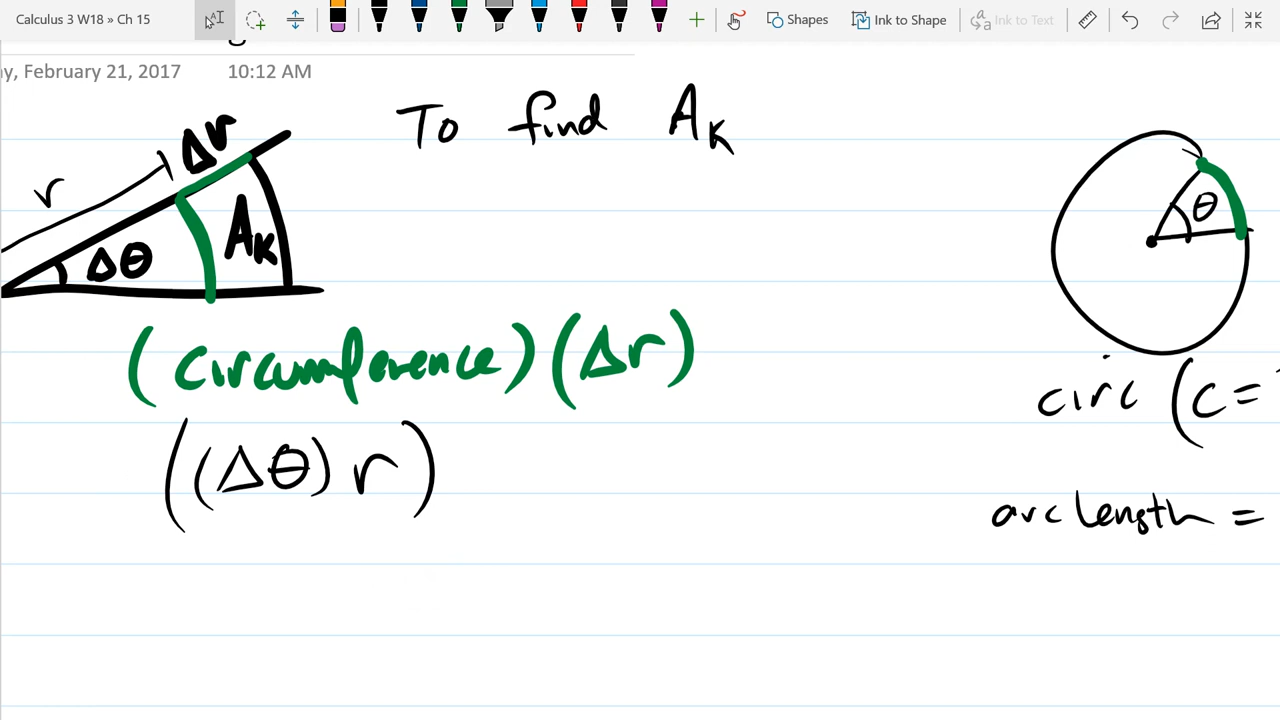 Calculus 3 W18 » Ch 15
Shapes
Ink to Shape
Ink to Text
y, February 21, 2017 10:12 AM
To find A_K
Δr
r
Δθ
A_K
θ
(circumference)(Δr)
((Δθ) r)
circ (c=
arc length =